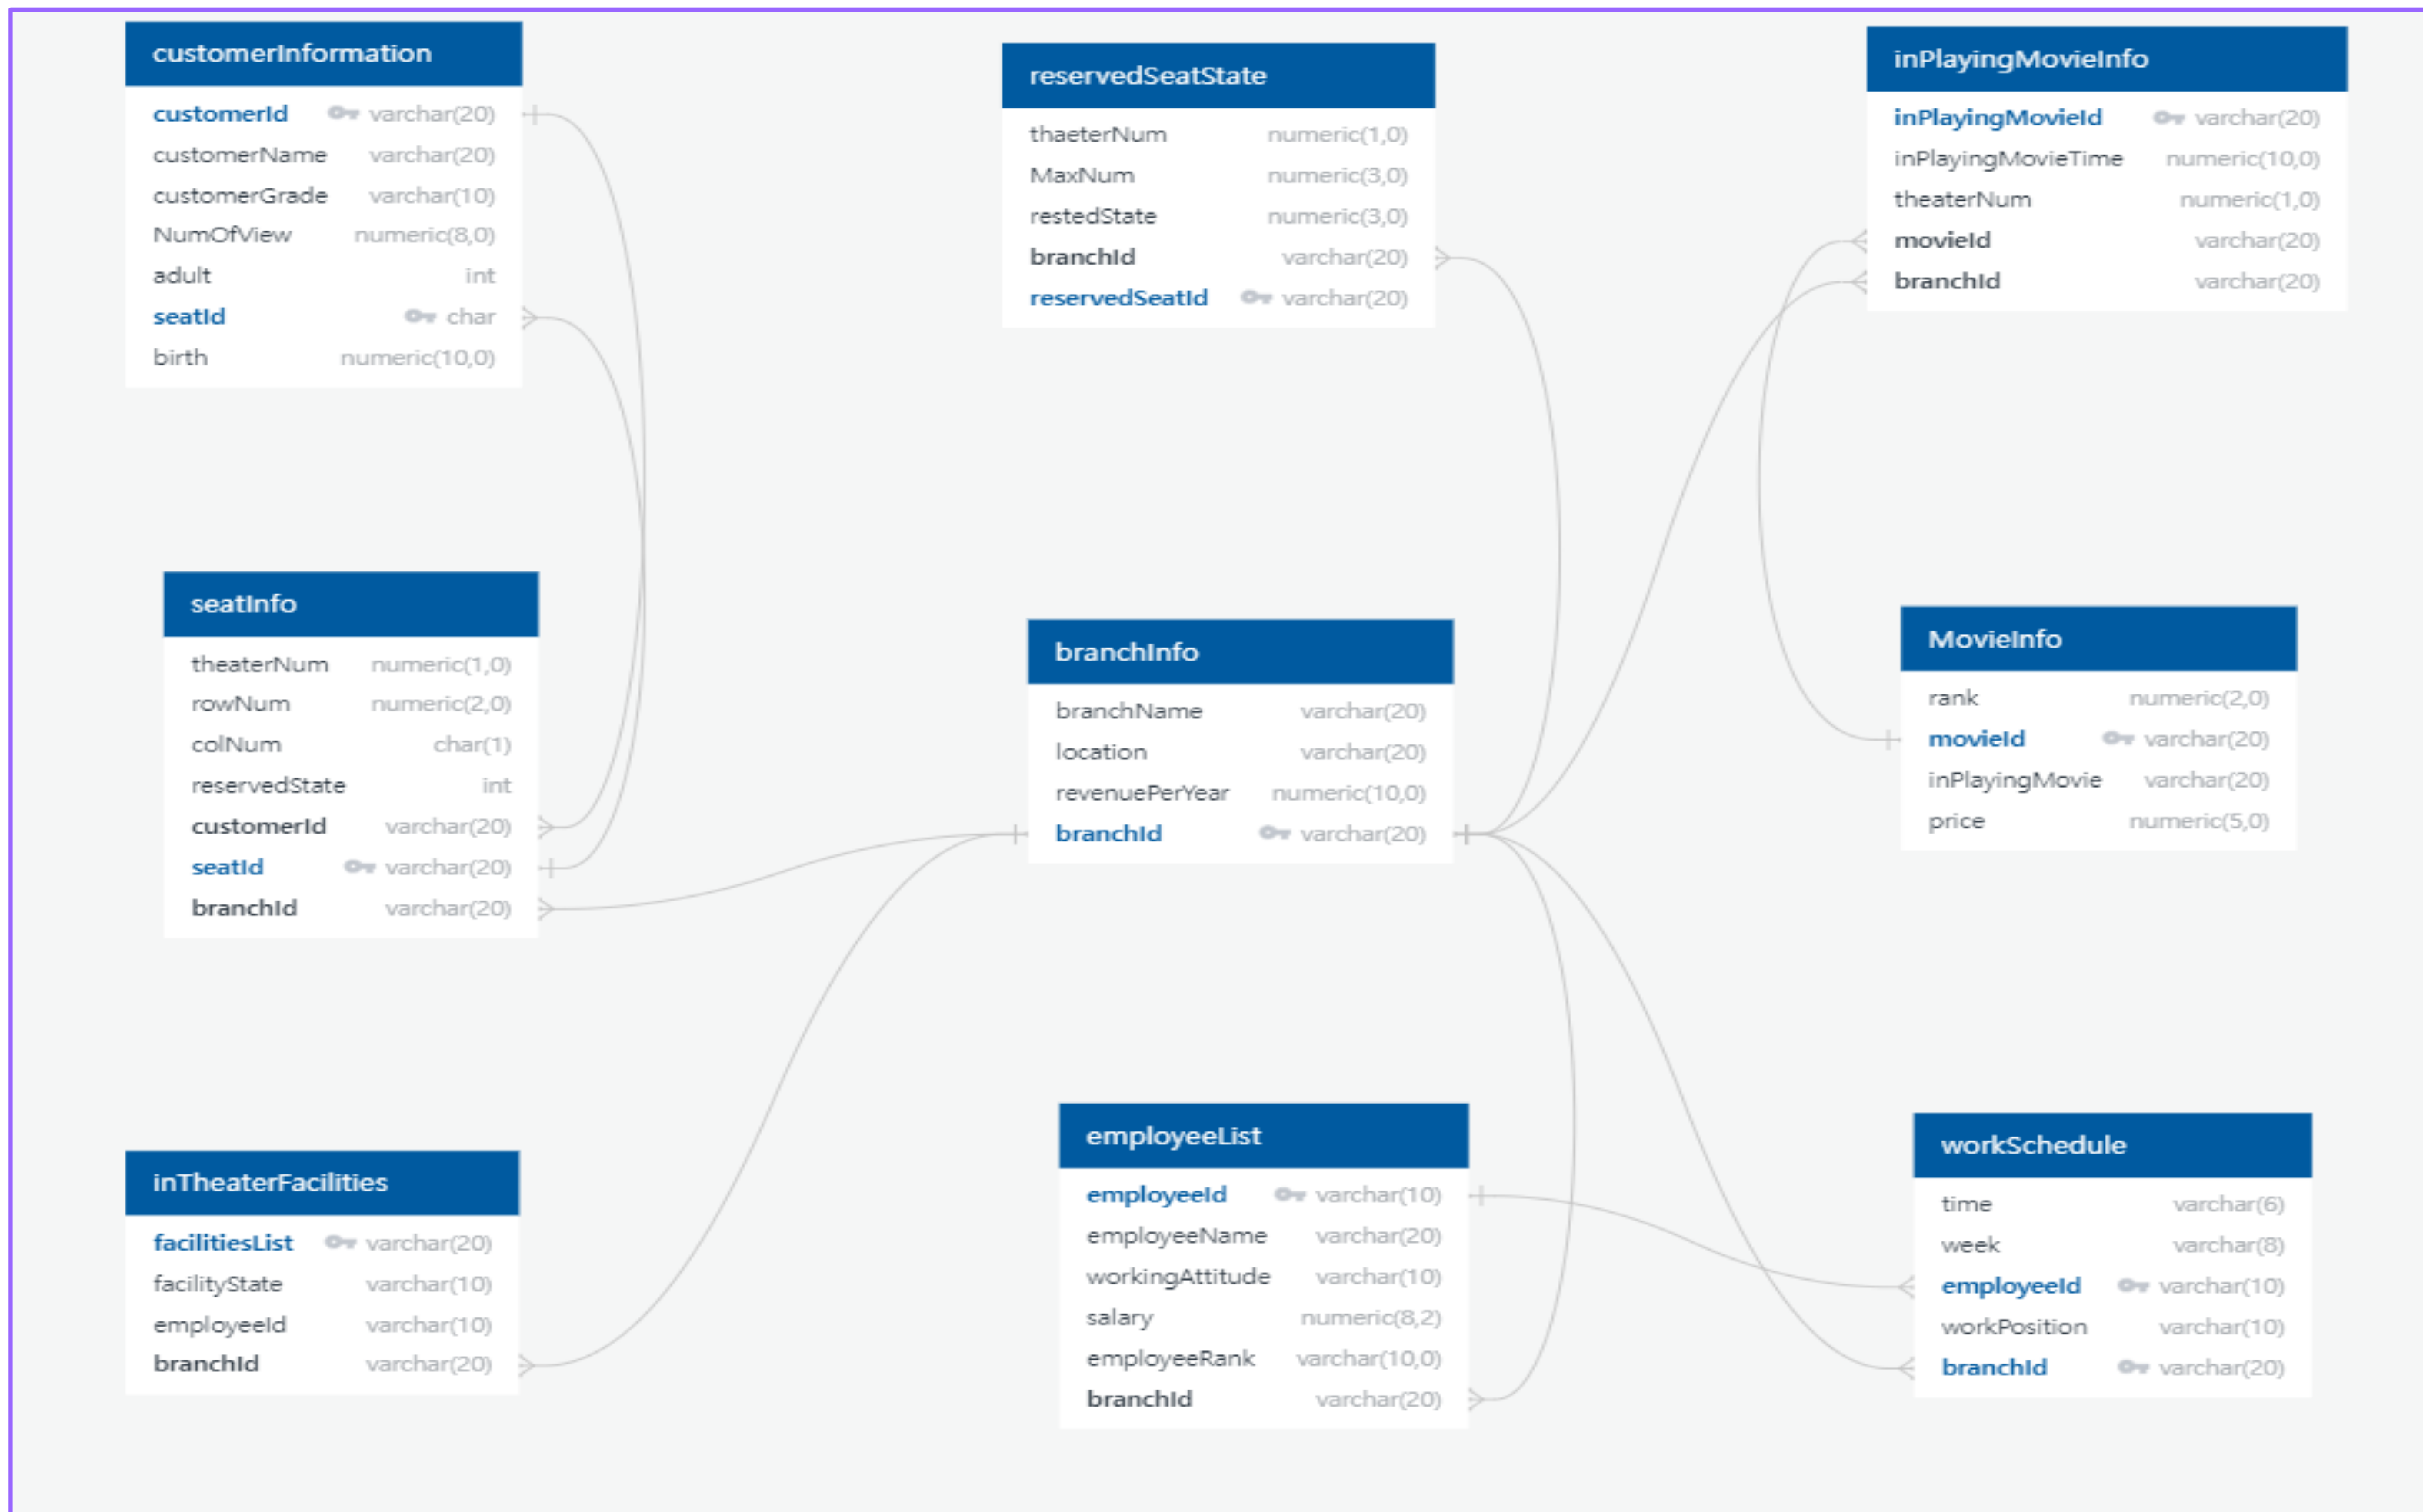 customerInformation
customerId varchar(20)
customerName varchar(20)
customerGrade varchar(10)
NumOfView numeric(8,0)
adult int
seatId char
birth numeric(10,0)
reservedSeatState
thaeterNum numeric(1,0)
MaxNum numeric(3,0)
restedState numeric(3,0)
branchId varchar(20)
reservedSeatId varchar(20)
inPlayingMovieInfo
inPlayingMovieId varchar(20)
inPlayingMovieTime numeric(10,0)
theaterNum numeric(1,0)
movieId varchar(20)
branchId varchar(20)
seatInfo
theaterNum numeric(1,0)
rowNum numeric(2,0)
colNum char(1)
reservedState int
customerId varchar(20)
seatId varchar(20)
branchId varchar(20)
branchInfo
branchName varchar(20)
location varchar(20)
revenuePerYear numeric(10,0)
branchId varchar(20)
MovieInfo
rank numeric(2,0)
movieId varchar(20)
inPlayingMovie varchar(20)
price numeric(5,0)
inTheaterFacilities
facilitiesList varchar(20)
facilityState varchar(10)
employeeId varchar(10)
branchId varchar(20)
employeeList
employeeId varchar(10)
employeeName varchar(20)
workingAttitude varchar(10)
salary numeric(8,2)
employeeRank varchar(10,0)
branchId varchar(20)
workSchedule
time varchar(6)
week varchar(8)
employeeId varchar(10)
workPosition varchar(10)
branchId varchar(20)